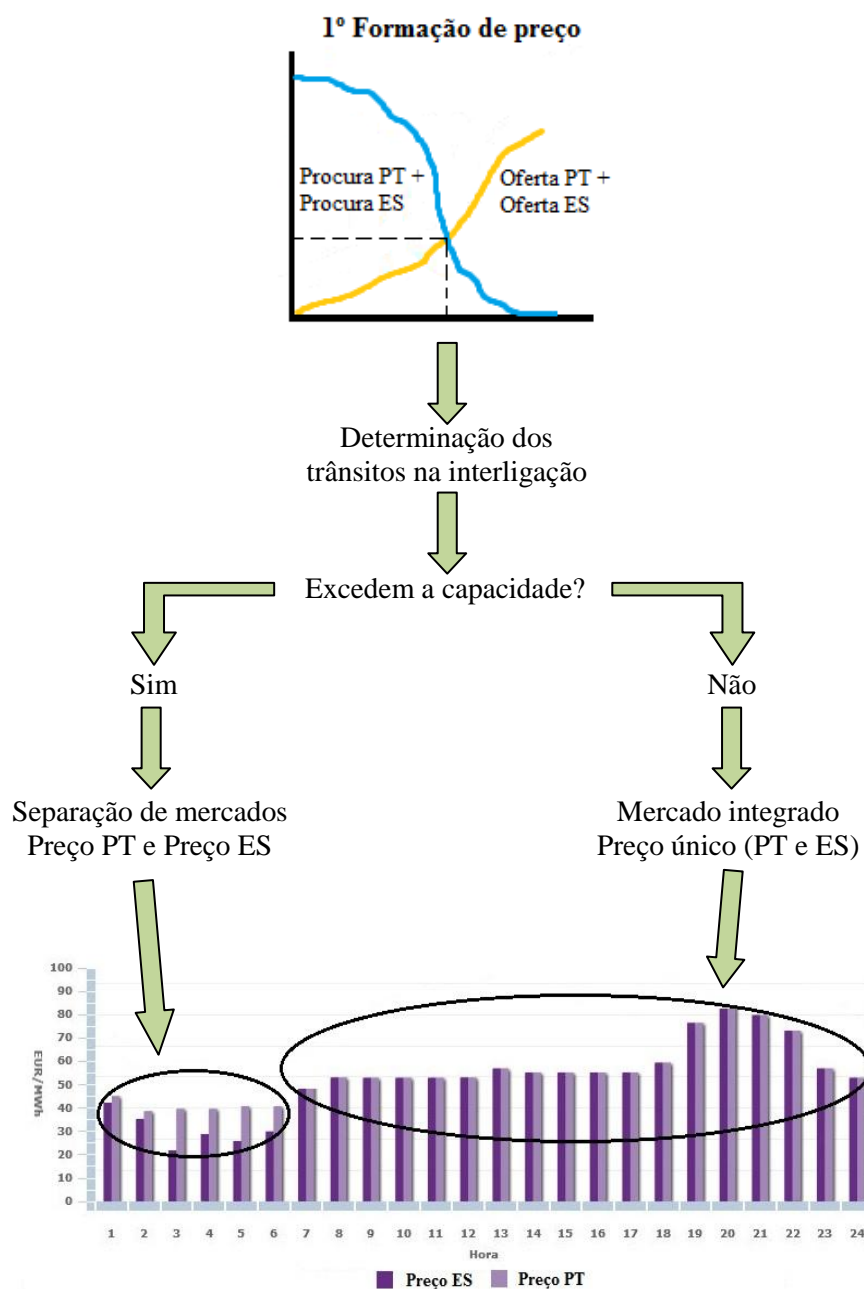 1º Formação de preço
Procura PT +
Procura ES
Oferta PT +
Oferta ES
Determinação dos
trânsitos na interligação
Excedem a capacidade?
Sim
Não
Separação de mercados
Preço PT e Preço ES
Mercado integrado
Preço único (PT e ES)
EUR/MWh
100
90
80
70
60
50
40
30
20
10
0
1 2 3 4 5 6 7 8 9 10 11 12 13 14 15 16 17 18 19 20 21 22 23 24
Hora
Preço ES Preço PT